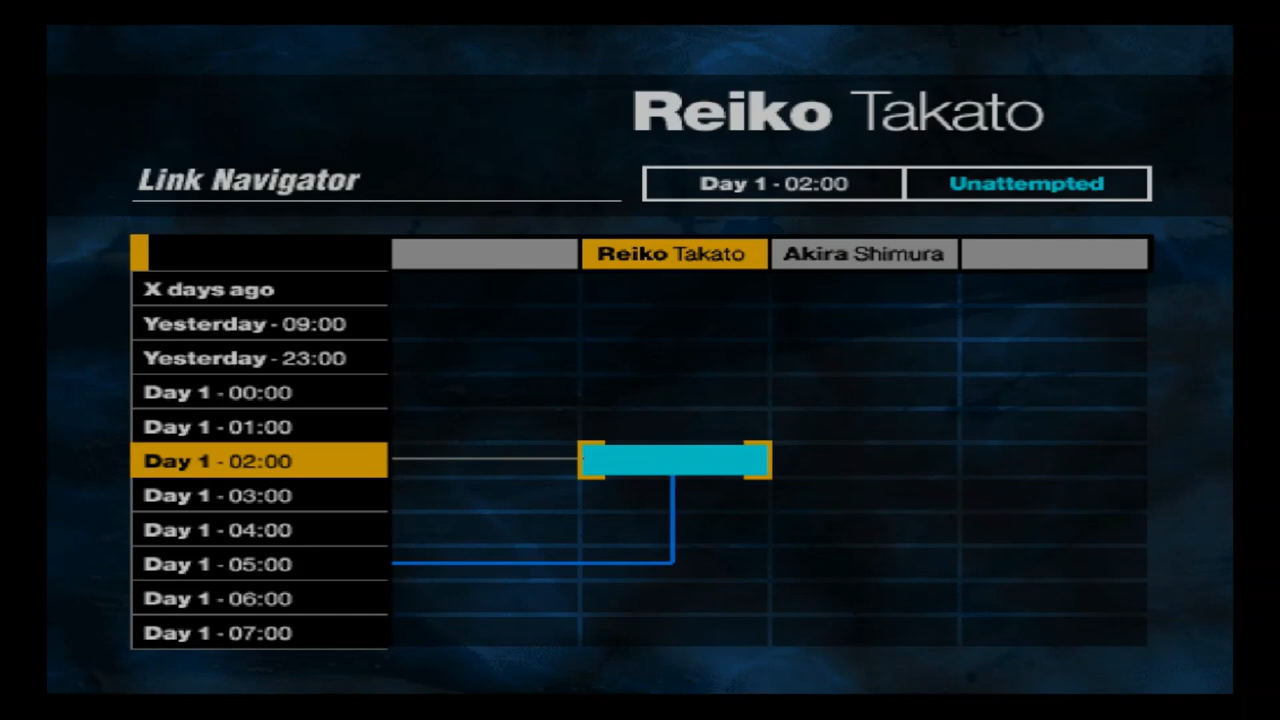 Reiko Takato
Link Navigator
Day 1 - 02:00 Unattempted
Reiko Takato Akira Shimura
X days ago
Yesterday - 09:00
Yesterday - 23:00
Day 1 - 00:00
Day 1 - 01:00
Day 1 - 02:00
Day 1 - 03:00
Day 1 - 04:00
Day 1 - 05:00
Day 1 - 06:00
Day 1 - 07:00